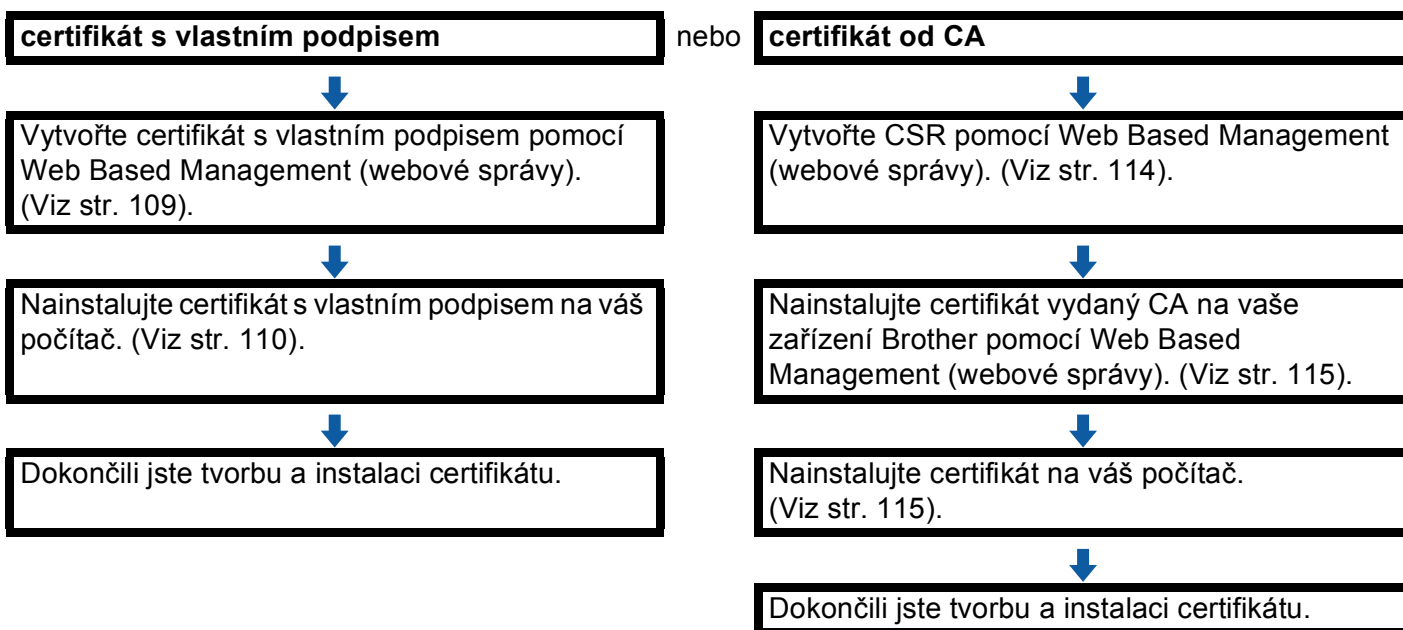 certifikát s vlastním podpisem
nebo
certifikát od CA
Vytvořte certifikát s vlastním podpisem pomocí
Web Based Management (webové správy).
(Viz str. 109).
Vytvořte CSR pomocí Web Based Management
(webové správy). (Viz str. 114).
Nainstalujte certifikát s vlastním podpisem na váš
počítač. (Viz str. 110).
Nainstalujte certifikát vydaný CA na vaše
zařízení Brother pomocí Web Based
Management (webové správy). (Viz str. 115).
Dokončili jste tvorbu a instalaci certifikátu.
Nainstalujte certifikát na váš počítač.
(Viz str. 115).
Dokončili jste tvorbu a instalaci certifikátu.